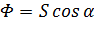 Φ = S cos α